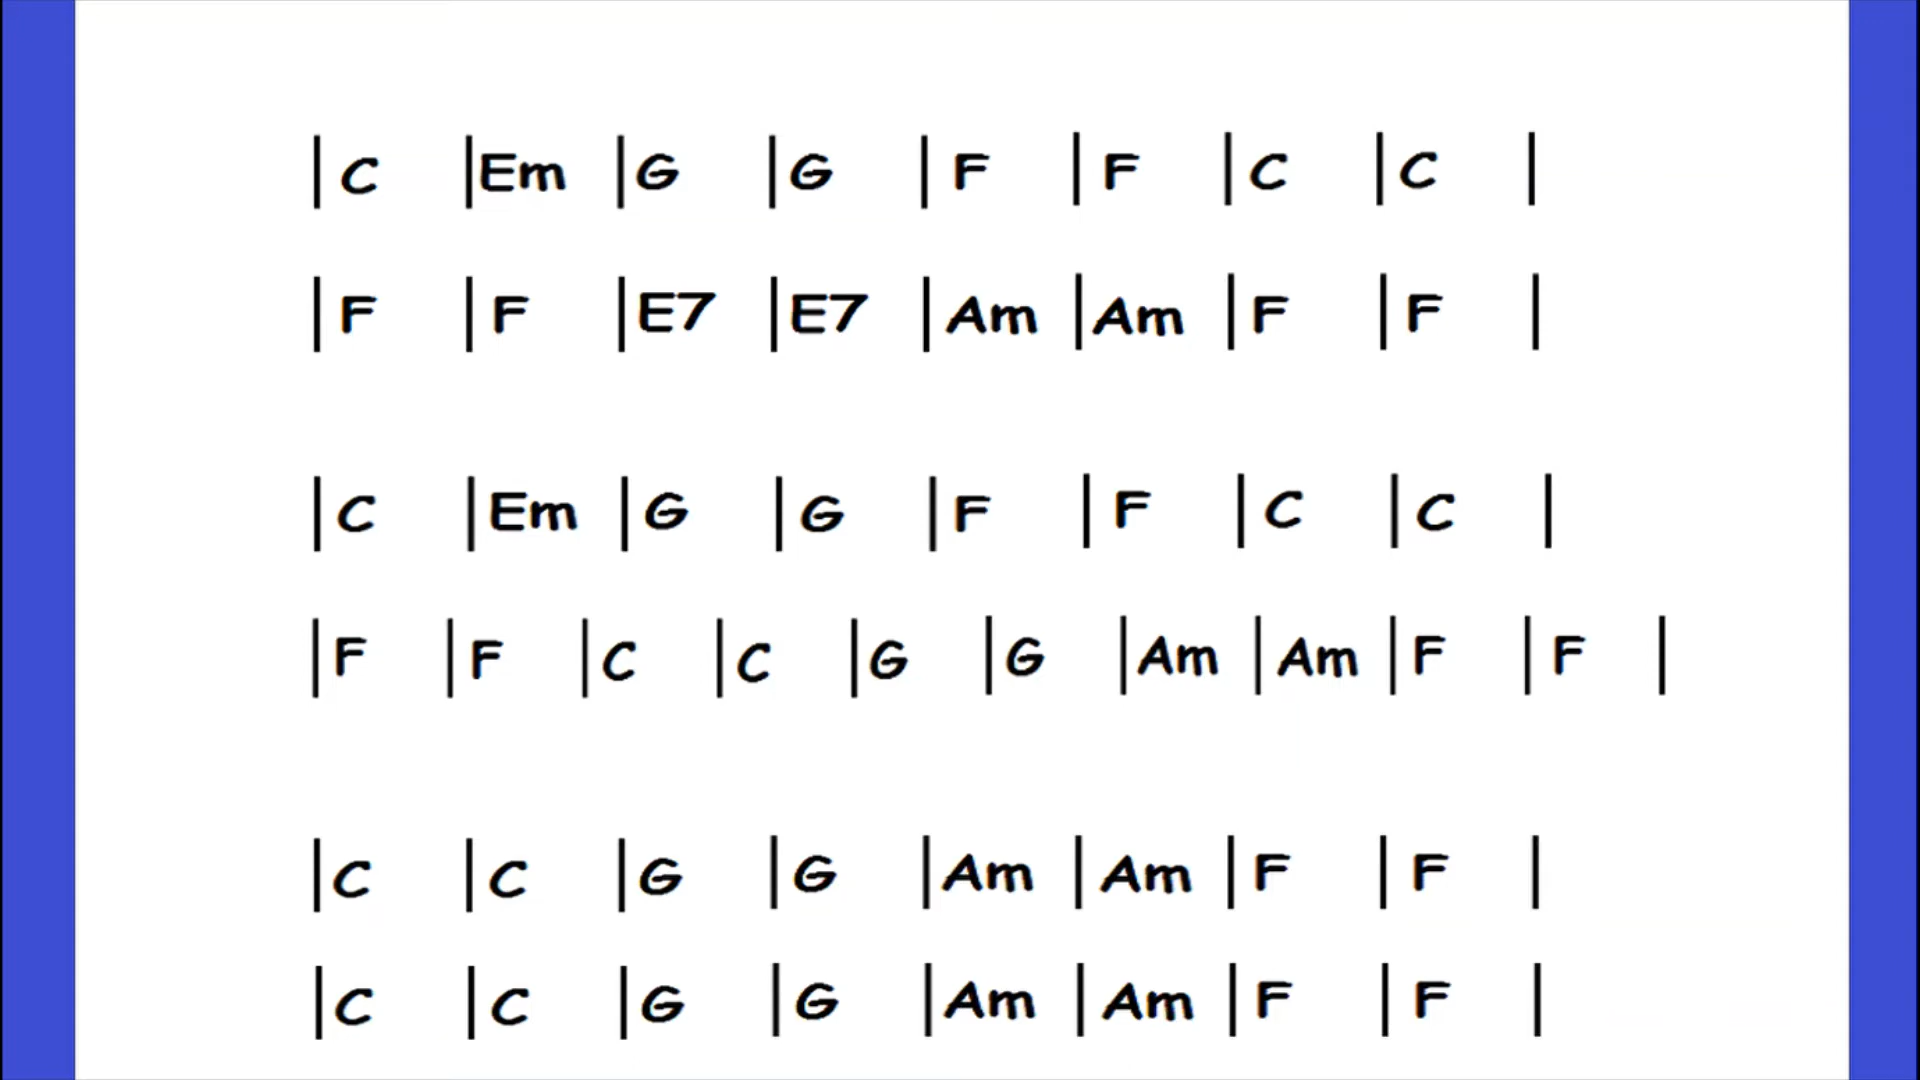 |C |Em |G |G |F |F |C |C |
|F |F |E7 |E7 |Am |Am |F |F |
|C |Em |G |G |F |F |C |C |
|F |F |C |C |G |G |Am |Am |F |F |
|C |C |G |G |Am |Am |F |F |
|C |C |G |G |Am |Am |F |F |